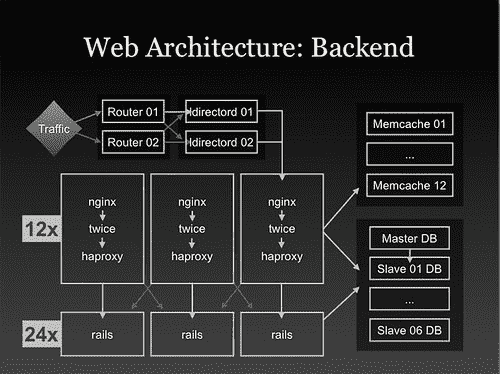 Web Architecture: Backend
Traffic
Router 01
ldirectord 01
Router 02
ldirectord 02
Memcache 01
...
Memcache 12
12x
nginx
twice
haproxy
nginx
twice
haproxy
nginx
twice
haproxy
Master DB
Slave 01 DB
...
Slave 06 DB
24x
rails
rails
rails